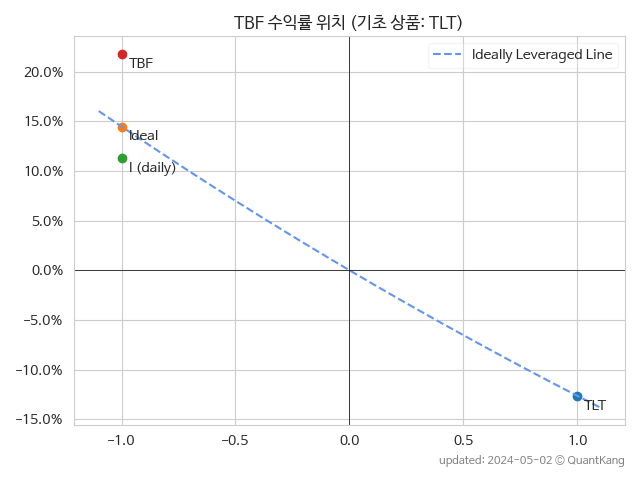 TBF 수익률 위치 (기초 상품: TLT)
Ideally Leveraged Line
TBF
Ideal
I (daily)
TLT
20.0%
15.0%
10.0%
5.0%
0.0%
−5.0%
−10.0%
−15.0%
−1.0
−0.5
0.0
0.5
1.0
updated: 2024-05-02 © QuantKang